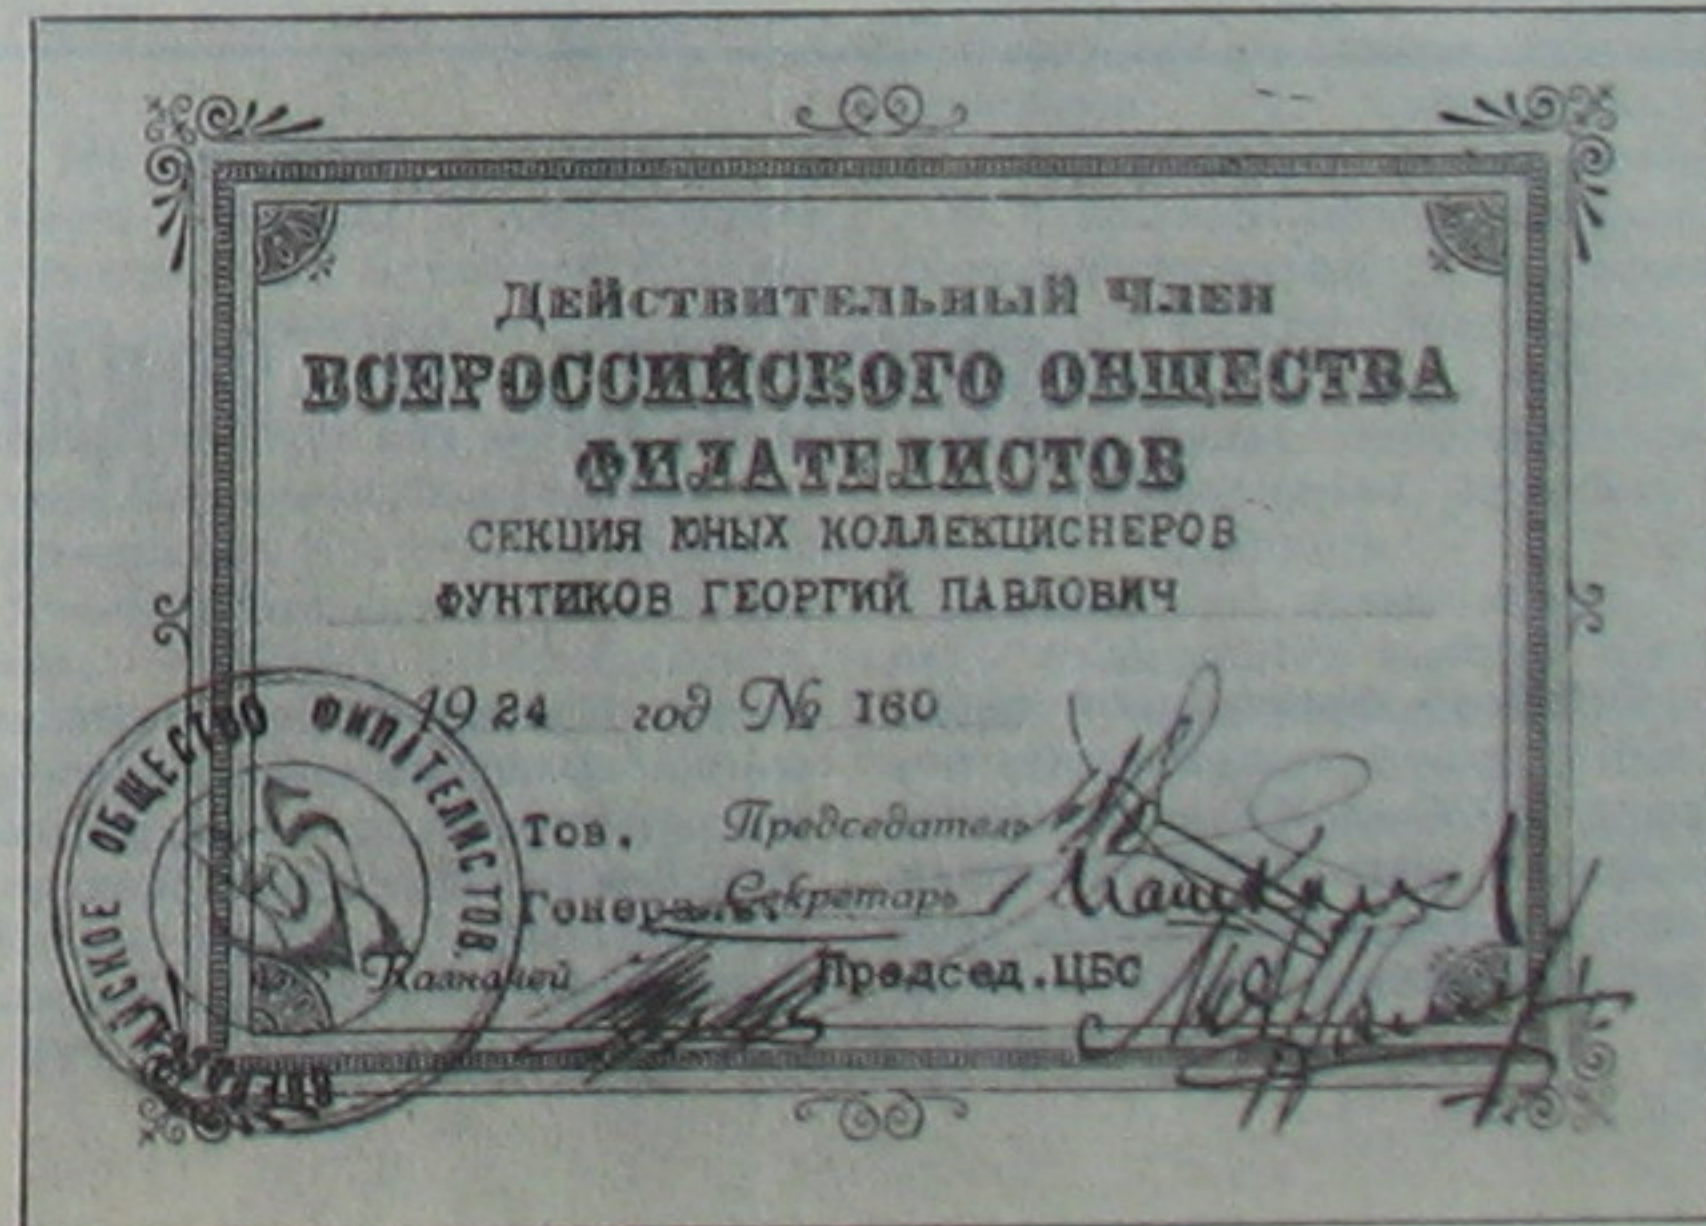 Действительный Член
ВСЕРОССИЙСКОГО ОБЩЕСТВА
ФИЛАТЕЛИСТОВ
СЕКЦИЯ ЮНЫХ КОЛЛЕКЦИСНЕРОВ
ФУНТИКОВ ГЕОРГИЙ ПАВЛОВИЧ
1924 год № 160
Тов. Председатель
Секретарь
Казначей Председ.ЦБС
ОБЩЕСТВО ФИЛАТЕЛИСТОВ